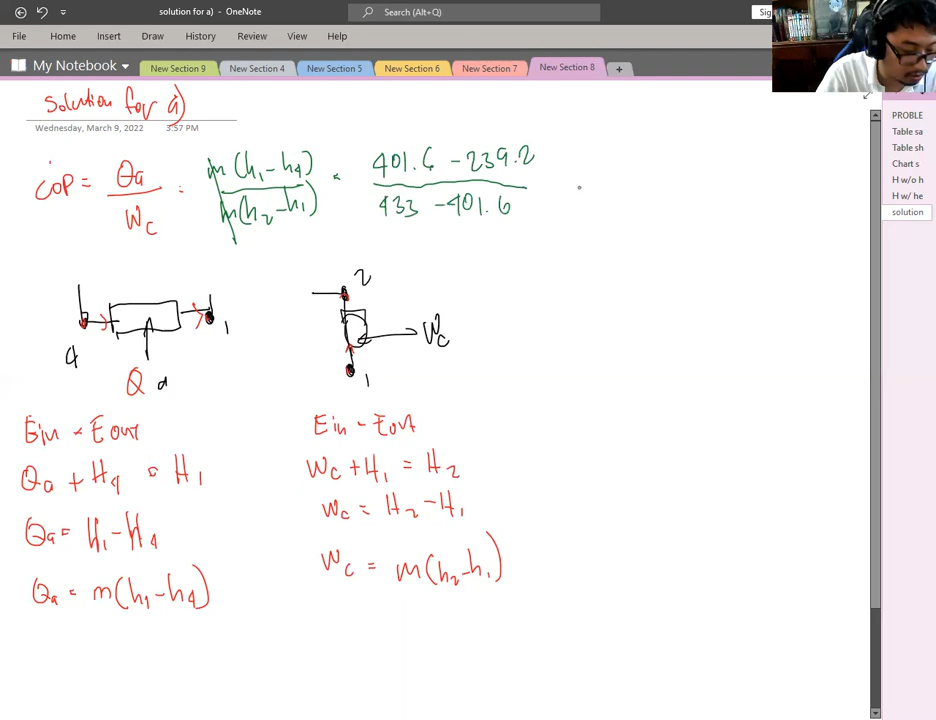 solution for a) - OneNote
Search (Alt+Q)
Sig
File Home Insert Draw History Review View Help
My Notebook
New Section 9 New Section 4 New Section 5 New Section 6 New Section 7 New Section 8
Solution for a)
Wednesday, March 9, 2022 3:57 PM
PROBLE
Table sa
Table sh
Chart s
H w/o h
H w/ he
solution
COP = Qa / Wc = m(h1-h4) / m(h2-h1) = 401.6 - 239.2 / 433 - 401.6
4 1
Qa
2
Wc
1
Ein = Eout
Qa + H4 = H1
Qa = H1 - H4
Qa = m(h1-h4)
Ein = Eout
Wc + H1 = H2
Wc = H2 - H1
Wc = m(h2-h1)